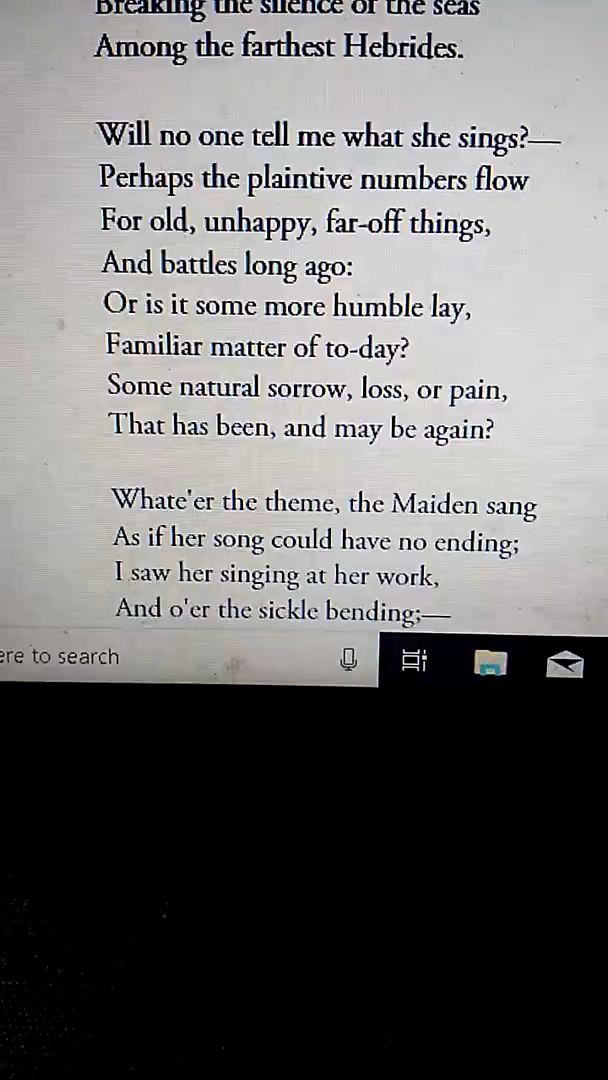 Breaking the silence of the seas
Among the farthest Hebrides.
Will no one tell me what she sings?—
Perhaps the plaintive numbers flow
For old, unhappy, far-off things,
And battles long ago:
Or is it some more humble lay,
Familiar matter of to-day?
Some natural sorrow, loss, or pain,
That has been, and may be again?
Whate'er the theme, the Maiden sang
As if her song could have no ending;
I saw her singing at her work,
And o'er the sickle bending;—
ere to search